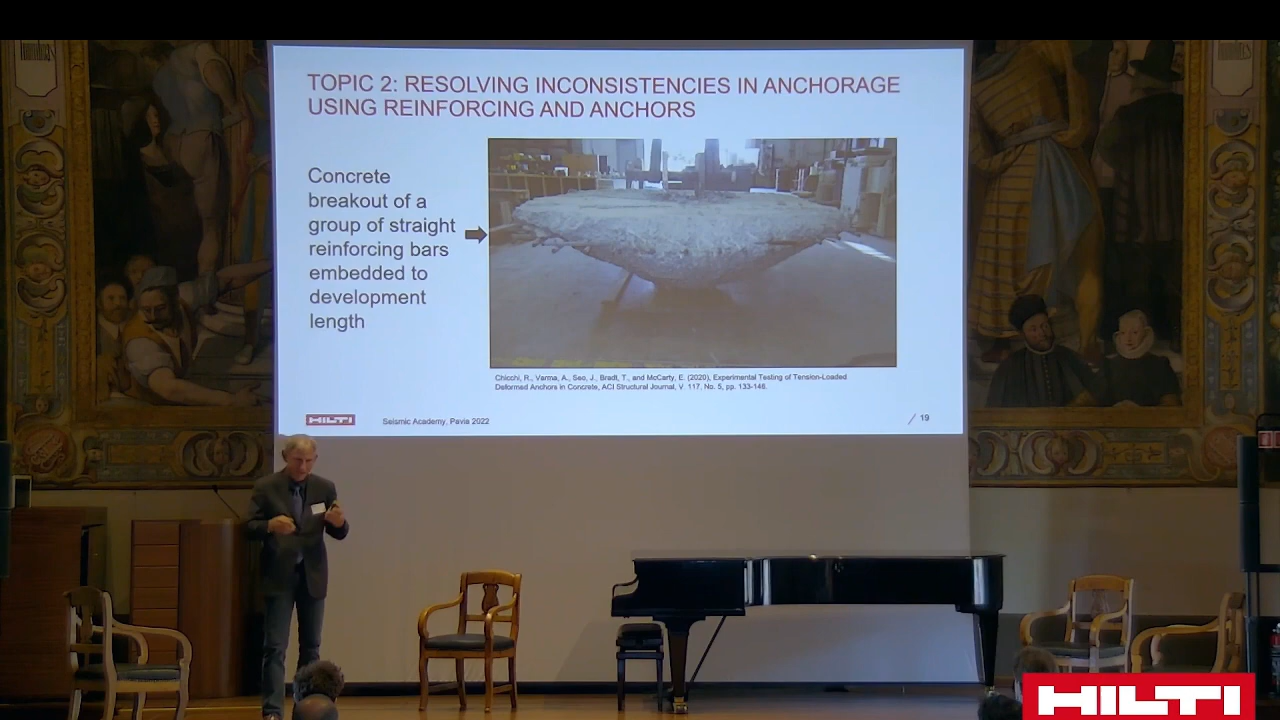 TOPIC 2: RESOLVING INCONSISTENCIES IN ANCHORAGE
USING REINFORCING AND ANCHORS
Concrete
breakout of a
group of straight
reinforcing bars
embedded to
development
length
Chicchi, R., Varma, A., Seo, J., Bradt, T., and McCarty, E. (2020), Experimental Testing of Tension-Loaded
Deformed Anchors in Concrete, ACI Structural Journal, V. 117, No. 5, pp. 133-146.
HILTI
Seismic Academy, Pavia 2022
/ 19
HILTI